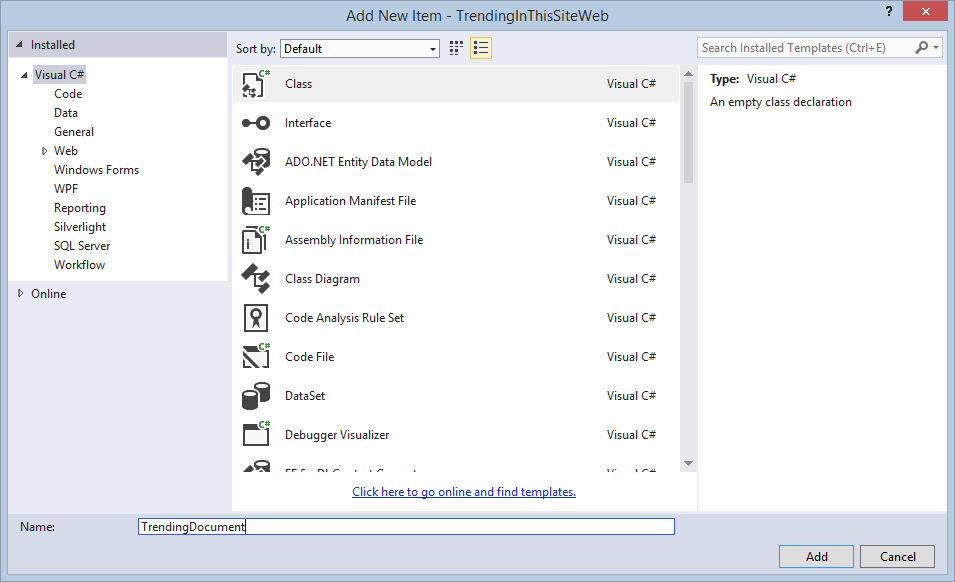 Add New Item - TrendingInThisSiteWeb
?
Installed
Sort by: Default
Search Installed Templates (Ctrl+E)
Visual C#
Code
Data
General
Web
Windows Forms
WPF
Reporting
Silverlight
SQL Server
Workflow
Online
C# Class Visual C#
Interface Visual C#
ADO.NET Entity Data Model Visual C#
Application Manifest File Visual C#
C# Assembly Information File Visual C#
Class Diagram Visual C#
Code Analysis Rule Set Visual C#
C# Code File Visual C#
DataSet Visual C#
C# Debugger Visualizer Visual C#
Click here to go online and find templates.
Type: Visual C#
An empty class declaration
Name: TrendingDocument
Add Cancel